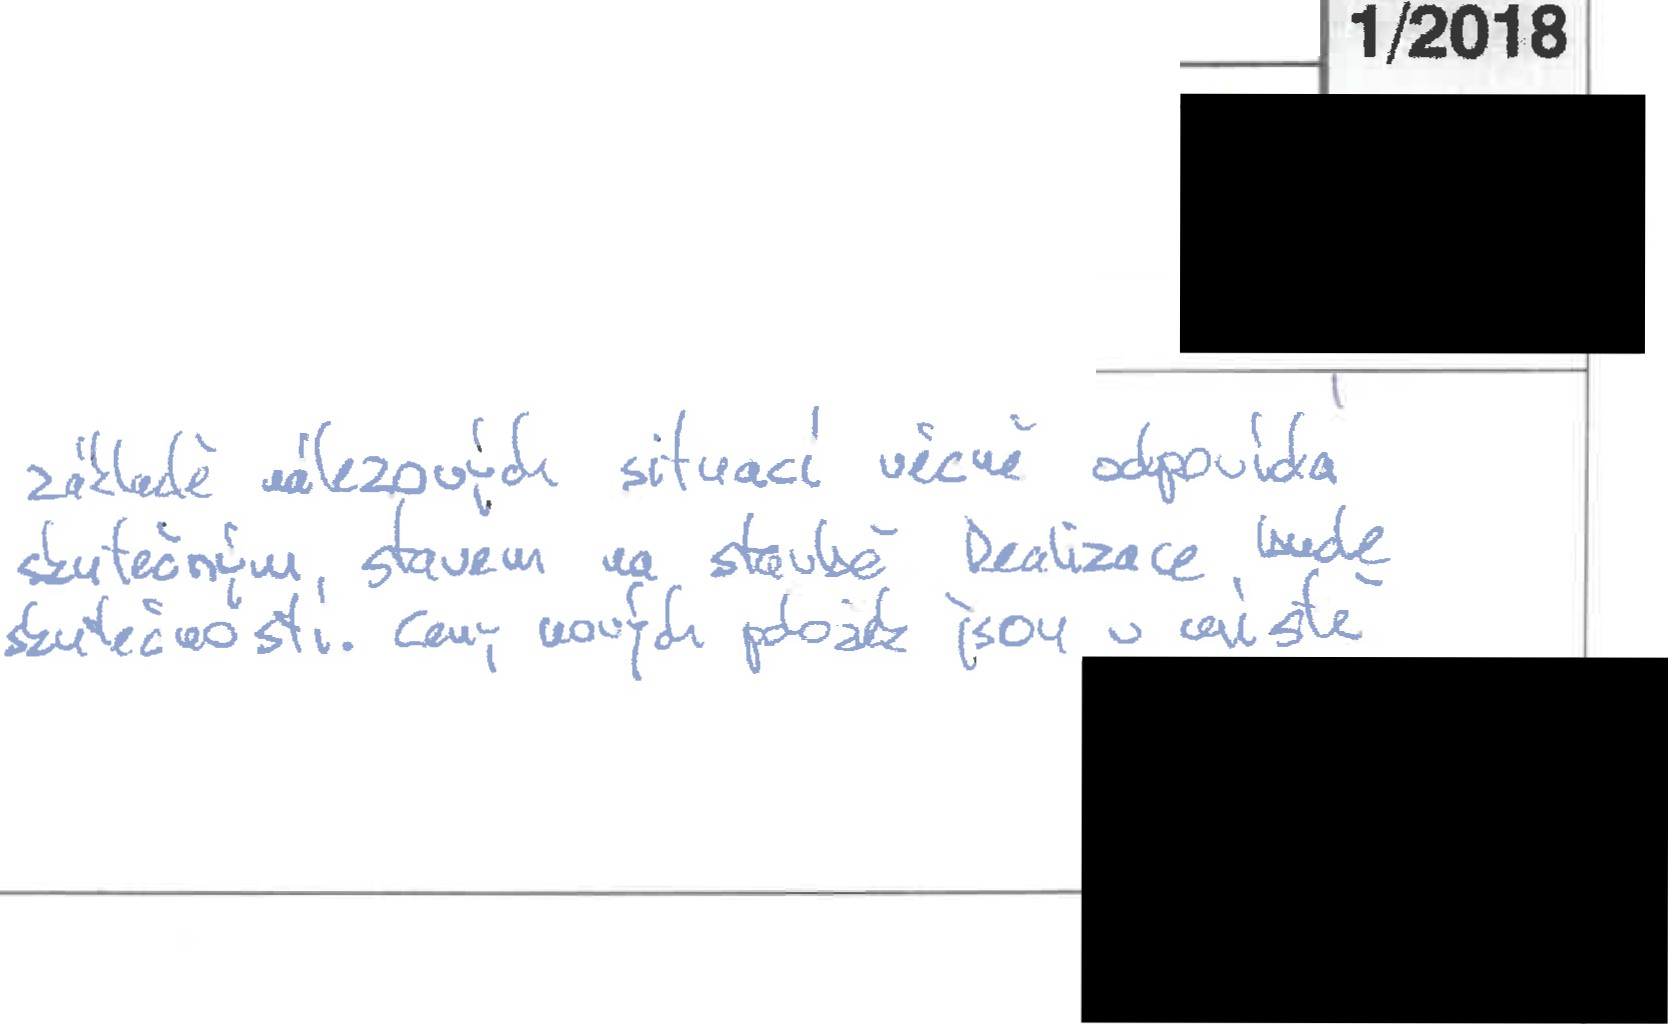 1/2018
základě nálezových situací věcně odpovídá
skutečným stavem na stavbě Realizace bude
skutečnosti. Ceny nových položek jsou v místě